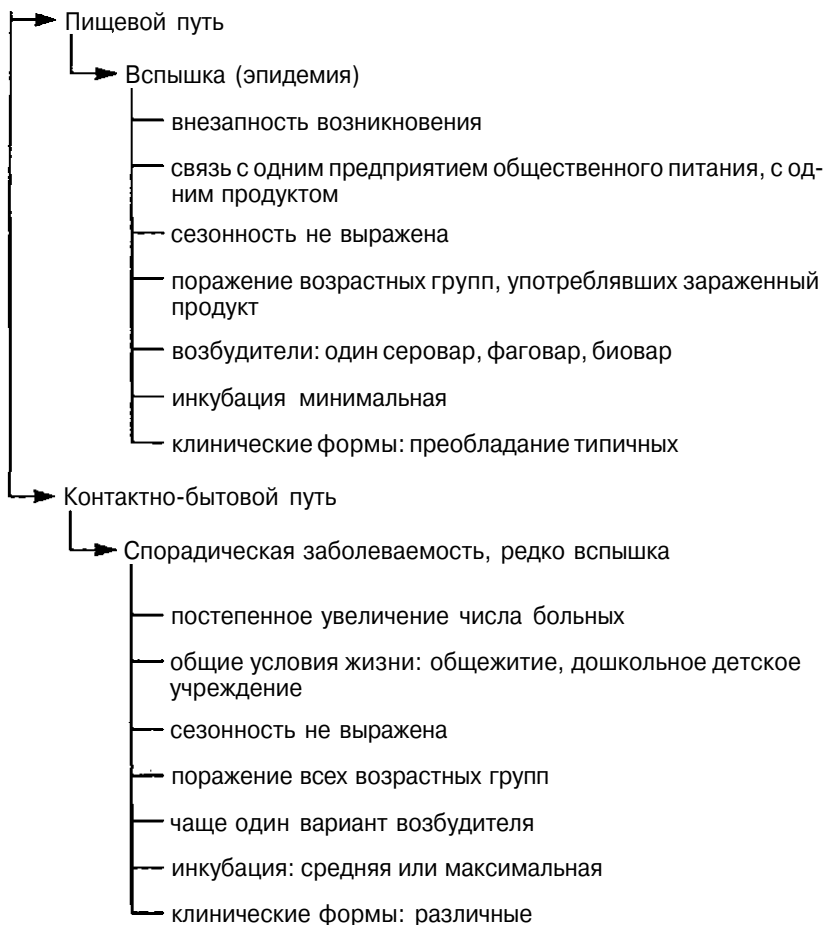 Пищевой путь
Вспышка (эпидемия)
внезапность возникновения
связь с одним предприятием общественного питания, с од-
ним продуктом
сезонность не выражена
поражение возрастных групп, употреблявших зараженный
продукт
возбудители: один серовар, фаговар, биовар
инкубация минимальная
клинические формы: преобладание типичных
Контактно-бытовой путь
Спорадическая заболеваемость, редко вспышка
постепенное увеличение числа больных
общие условия жизни: общежитие, дошкольное детское
учреждение
сезонность не выражена
поражение всех возрастных групп
чаще один вариант возбудителя
инкубация: средняя или максимальная
клинические формы: различные